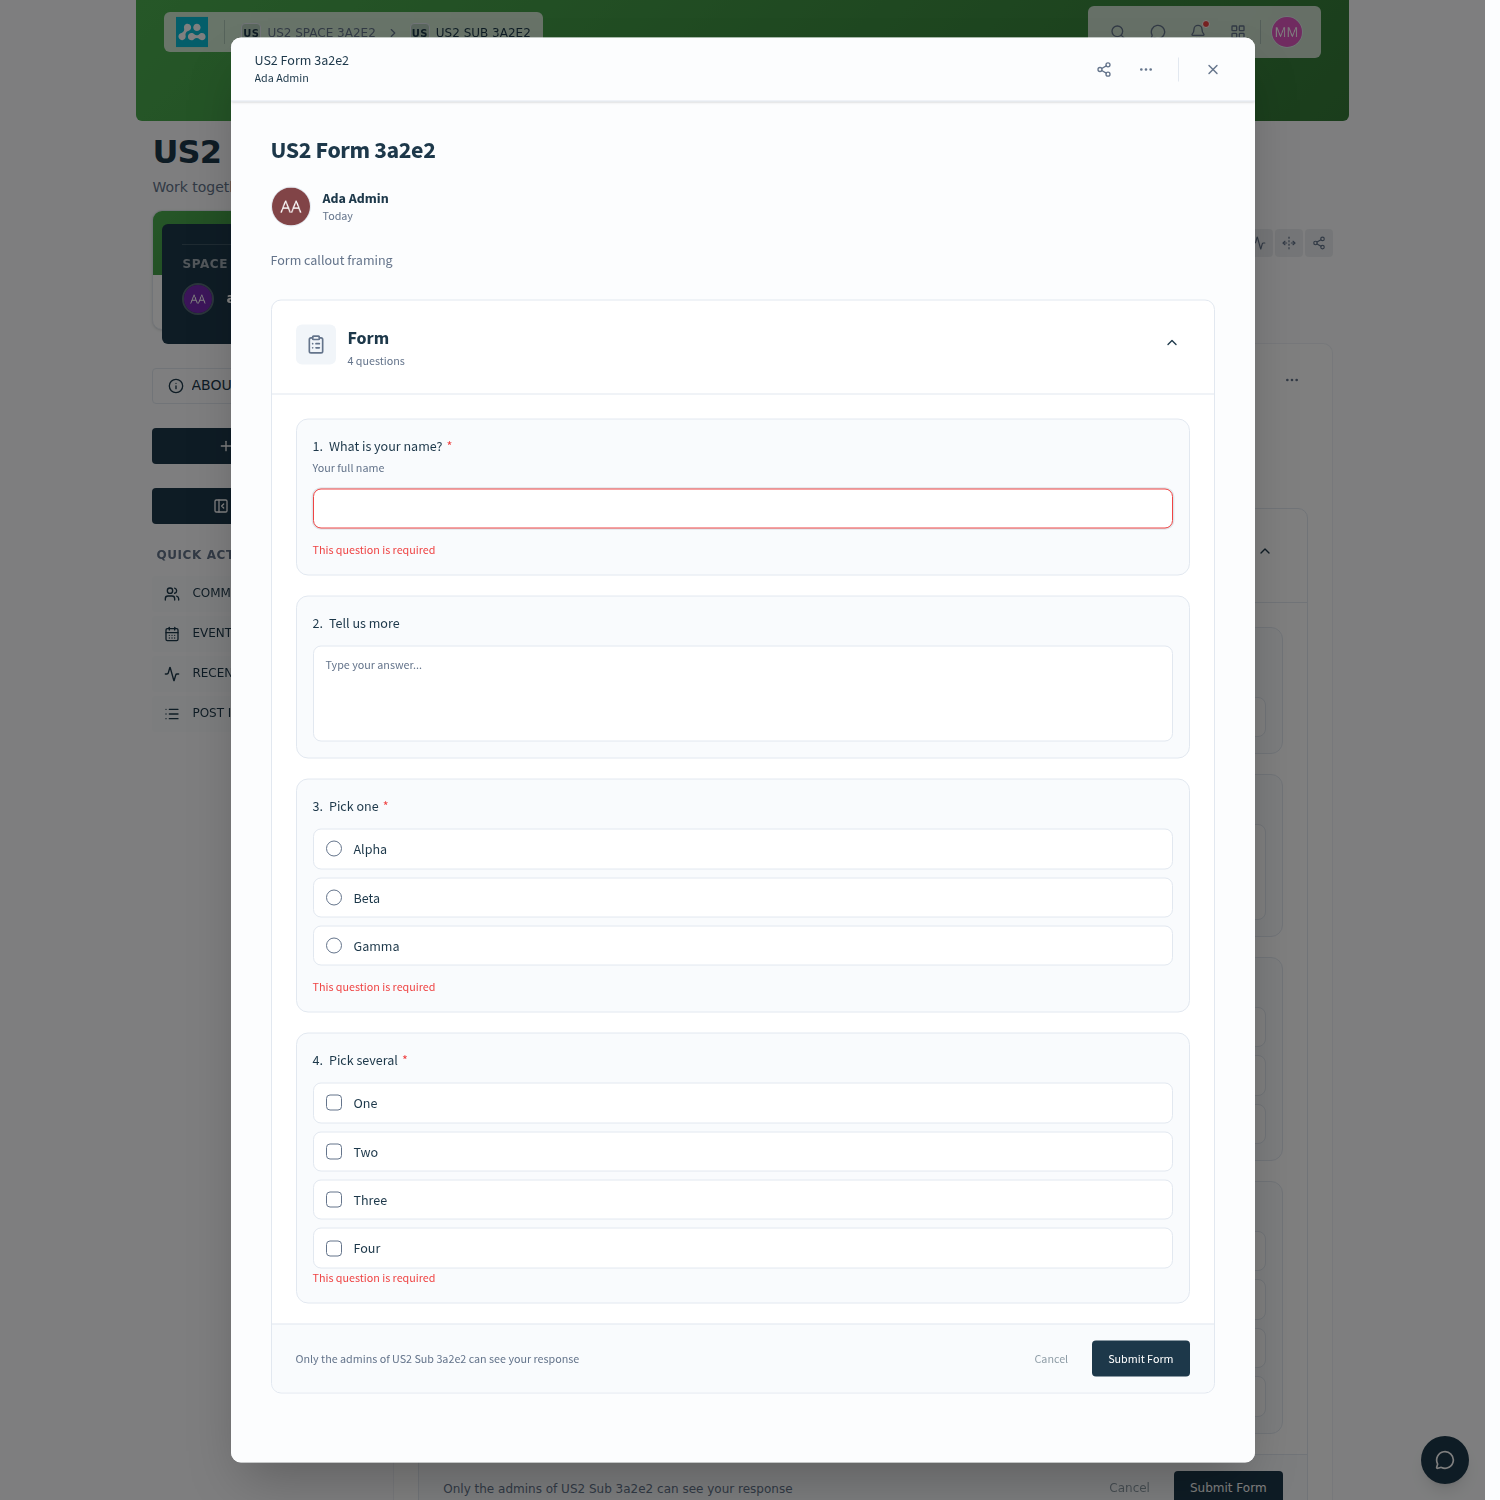 US US2 SPACE 3A2E2 > US US2 SUB 3A2E2
MM
US2 Form 3a2e2
Ada Admin
US2
Work
SPACE
AA
ABOU
QUICK ACT
COMM
EVENT
RECEN
POST
US2 Form 3a2e2
AA
Ada Admin
Today
Form callout framing
Form
4 questions
1. What is your name? *
Your full name
This question is required
2. Tell us more
Type your answer...
3. Pick one *
Alpha
Beta
Gamma
This question is required
4. Pick several *
One
Two
Three
Four
This question is required
Only the admins of US2 Sub 3a2e2 can see your response
Cancel
Submit Form
Only the admins of US2 Sub 3a2e2 can see your response
Cancel
Submit Form